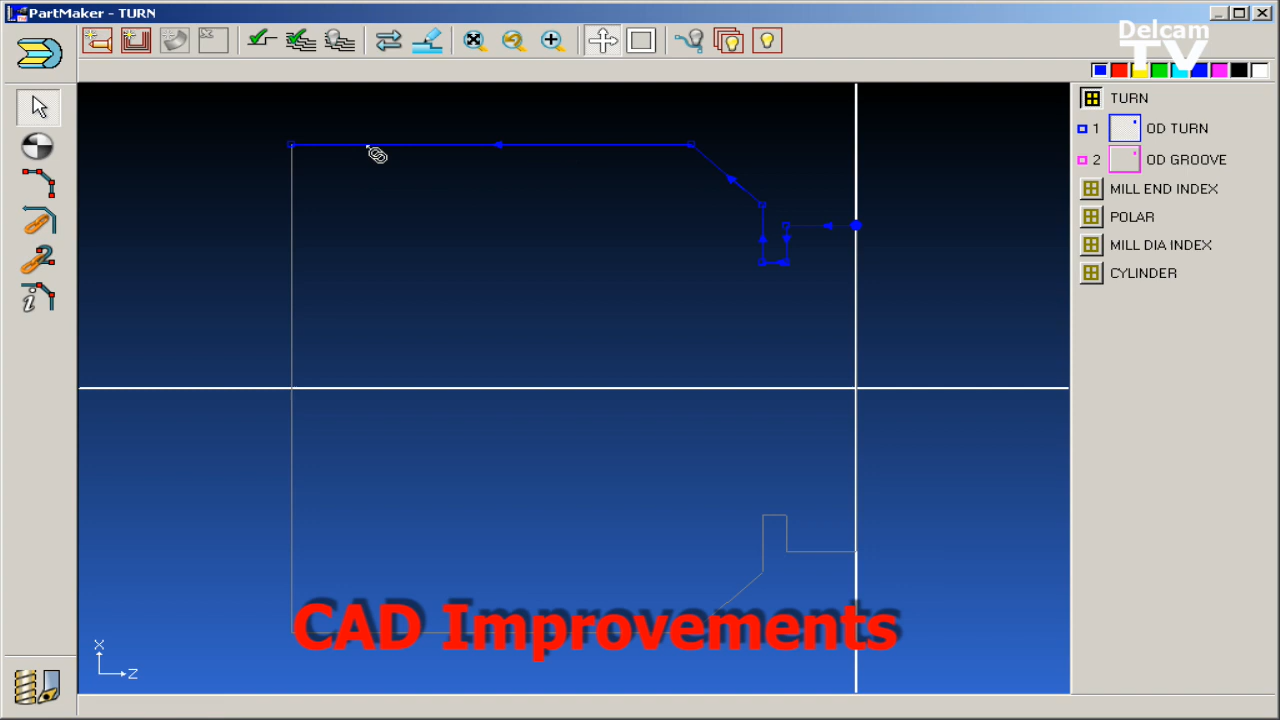 PartMaker - TURN
Delcam
TV
TURN
1 OD TURN
2 OD GROOVE
MILL END INDEX
POLAR
MILL DIA INDEX
CYLINDER
CAD Improvements
X
Z